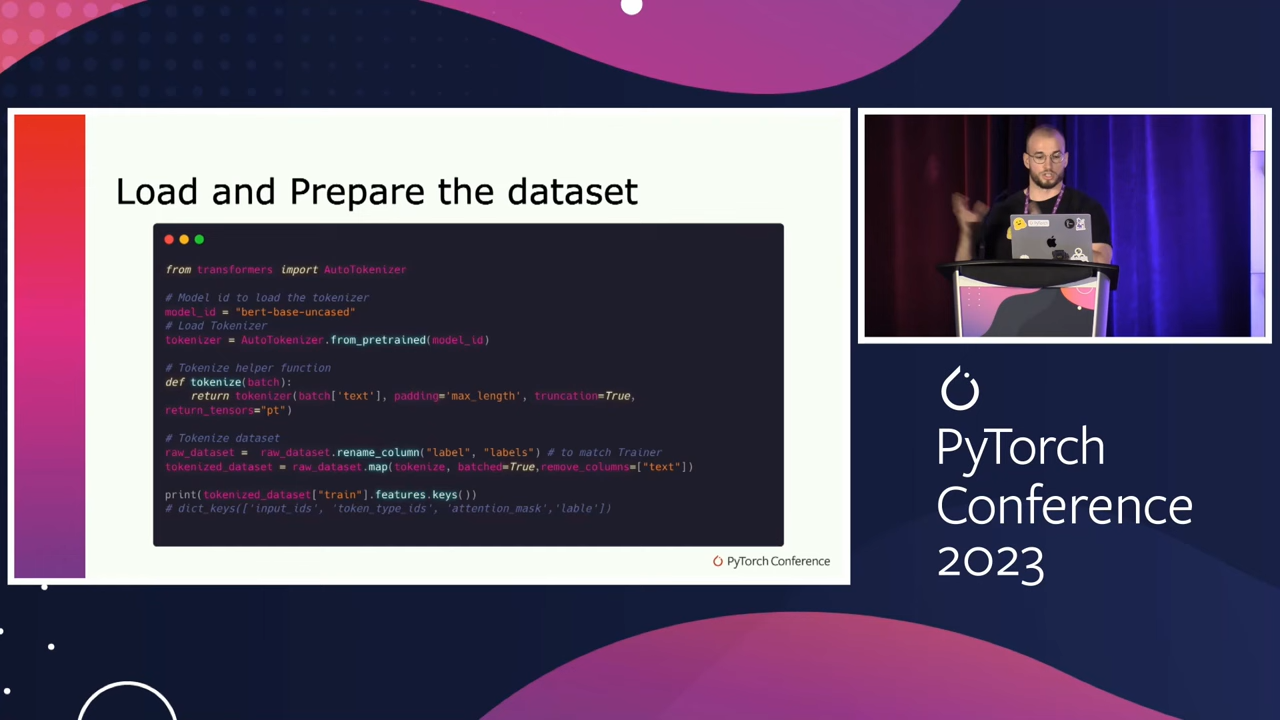 Load and Prepare the dataset
from transformers import AutoTokenizer
# Model id to load the tokenizer
model_id = "bert-base-uncased"
# Load Tokenizer
tokenizer = AutoTokenizer.from_pretrained(model_id)
# Tokenize helper function
def tokenize(batch):
    return tokenizer(batch['text'], padding='max_length', truncation=True,
return_tensors="pt")
# Tokenize dataset
raw_dataset =  raw_dataset.rename_column("label", "labels") # to match Trainer
tokenized_dataset = raw_dataset.map(tokenize, batched=True,remove_columns=["text"])
print(tokenized_dataset["train"].features.keys())
# dict_keys(['input_ids', 'token_type_ids', 'attention_mask','lable'])
PyTorch Conference
PyTorch
Conference
2023